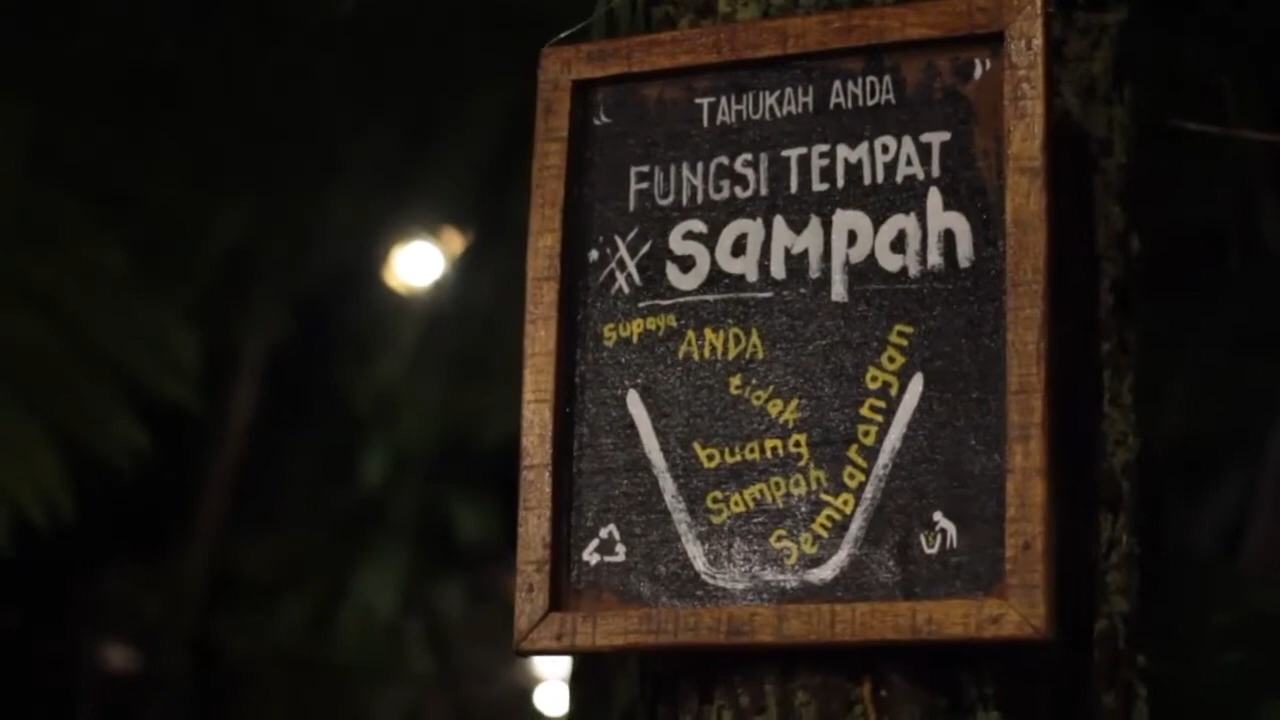 TAHUKAH ANDA
FUNGSI TEMPAT
# sampah
supaya
ANDA
tidak
buang
Sampah
Sembarangan